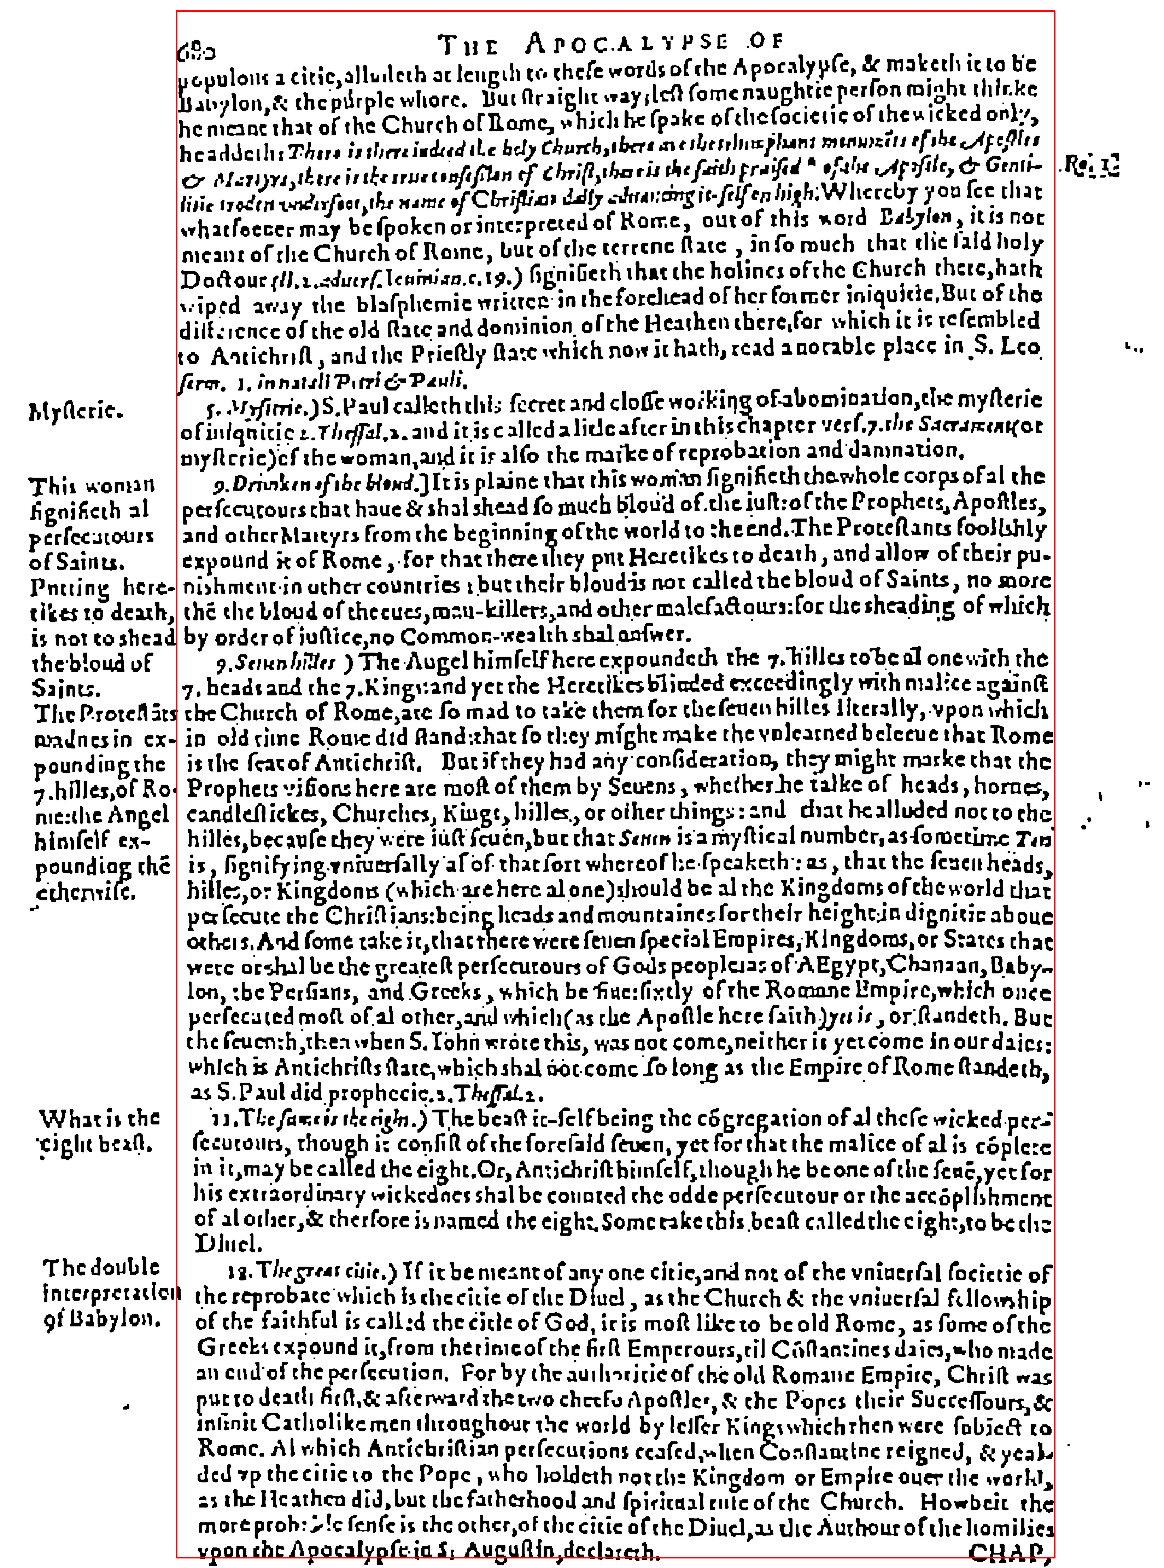 680
THE APOCALYPSE OF
populous a citie, alludeth at length to these words of the Apocalypse, & maketh it to be
Babylon, & the purple whore. But straight way, lest some naughtie person might thinke
he meant that of the Church of Rome, which he spake of the societie of the wicked only,
he addeth: There is there indeed the holy Church, there are the triumphant monuments of the Apostles
& Martyrs, there is the true confession of Christ, there is the faith praised * of the Apostle, & Genti-
litie troden vnderfoot, the name of Christian daily aduancing it-self on high. Whereby you see that
whatsoeuer may be spoken or interpreted of Rome, out of this word Babylon, it is not
meant of the Church of Rome, but of the terrene state, in so much that the said holy
Doctour (li. 2. aduers. Iouinian. c. 19.) signifieth that the holines of the Church there, hath
wiped away the blasphemie written in the forehead of her former iniquitie. But of the
difference of the old state and dominion of the Heathen there, for which it is resembled
to Antichrist, and the Priestly state which now it hath, read a notable place in S. Leo
serm. 1. in natali Petri & Pauli.
5. Mysterie.) S. Paul calleth this secret and closse working of abomination, the mysterie
of iniquitie 2. Thessal. 2. and it is called a litle after in this chapter vers. 7. the Sacrament (or
mysterie) of the woman, and it is also the marke of reprobation and damnation.
9. Drunken of the bloud.] It is plaine that this woman signifieth the whole corps of al the
persecutours that haue & shal shead so much bloud of the iust: of the Prophets, Apostles,
and other Martyrs from the beginning of the world to the end. The Protestants foolishly
expound it of Rome, for that there they put Heretikes to death, and allow of their pu-
nishment in other countries: but their bloud is not called the bloud of Saints, no more
thẽ the bloud of theeues, man-killers, and other malefactours: for the sheading of which
by order of iustice, no Common-wealth shal answer.
9. Seuen hilles) The Angel himself here expoundeth the 7. hilles to be al one with the
7. heads and the 7. Kings: and yet the Heretikes blinded exceedingly with malice against
the Church of Rome, are so mad to take them for the seuen hilles literally, vpon which
in old time Rome did stand: that so they might make the vnlearned beleeue that Rome
is the seat of Antichrist. But if they had any consideration, they might marke that the
Prophets visions here are most of them by Seuens, whether he talke of heads, hornes,
candlestickes, Churches, Kings, hilles, or other things: and that he alluded not to the
hilles, because they were iust seuen, but that Seuen is a mystical number, as sometime Ten
is, signifying vniuersally al of that sort whereof he speaketh: as, that the seuen heads,
hilles, or Kingdoms (which are here al one) should be al the Kingdoms of the world that
persecute the Christians: being heads and mountaines for their height in dignitie aboue
others. And some take it, that there were seuen special Empires, Kingdoms, or States that
were or shal be the greatest persecutours of Gods people: as of AEgypt, Chanaan, Baby-
lon, the Persians, and Greeks, which be fiue: sixtly of the Romane Empire, which once
persecuted most of al other, and which (as the Apostle here saith) yet is, or standeth. But
the seuenth, then when S. Iohn wrote this, was not come, neither is yet come in our daies:
which is Antichrists state, which shal not come so long as the Empire of Rome standeth,
as S. Paul did prophecie. 2. Thessal. 2.
11. The same is the eight.) The beast it-self being the cõgregation of al these wicked per-
secutours, though it consist of the foresaid seuen, yet for that the malice of al is cõplete
in it, may be called the eight. Or, Antichrist himself, though he be one of the seuẽ, yet for
his extraordinary wickednes shal be counted the odde persecutour or the accõplishment
of al other, & therfore is named the eight. Some take this beast called the eight, to be the
Diuel.
18. The great citie.) If it be meant of any one citie, and not of the vniuersal societie of
the reprobate which is the citie of the Diuel, as the Church & the vniuersal fellowship
of the faithful is called the citie of God, it is most like to be old Rome, as some of the
Greeks expound it, from the time of the first Emperours, til Cõstantines daies, who made
an end of the persecution. For by the authoritie of the old Romane Empire, Christ was
put to death first, & afterward the two cheefe Apostles, & the Popes their Successours, &
infinit Catholike men throughout the world by lesser Kings which then were subiect to
Rome. Al which Antichristian persecutions ceased, when Constantine reigned, & yeal-
ded vp the citie to the Pope, who holdeth not the Kingdom or Empire ouer the world,
as the Heathen did, but the fatherhood and spiritual rule of the Church. Howbeit the
more probable sense is the other, of the citie of the Diuel, as the Authour of the homilies
vpon the Apocalypse in S. Augustin, declareth.
CHAP,
Ro. 1
Mysterie.
This woman
signifieth al
persecutours
of Saints.
Putting here-
tikes to death,
is not to shead
the bloud of
Saints.
The Protestãts
madnes in ex-
pounding the
7. hilles, of Ro-
me: the Angel
himself ex-
pounding thẽ
otherwise.
What is the
eight beast.
The double
interpretation
of Babylon.